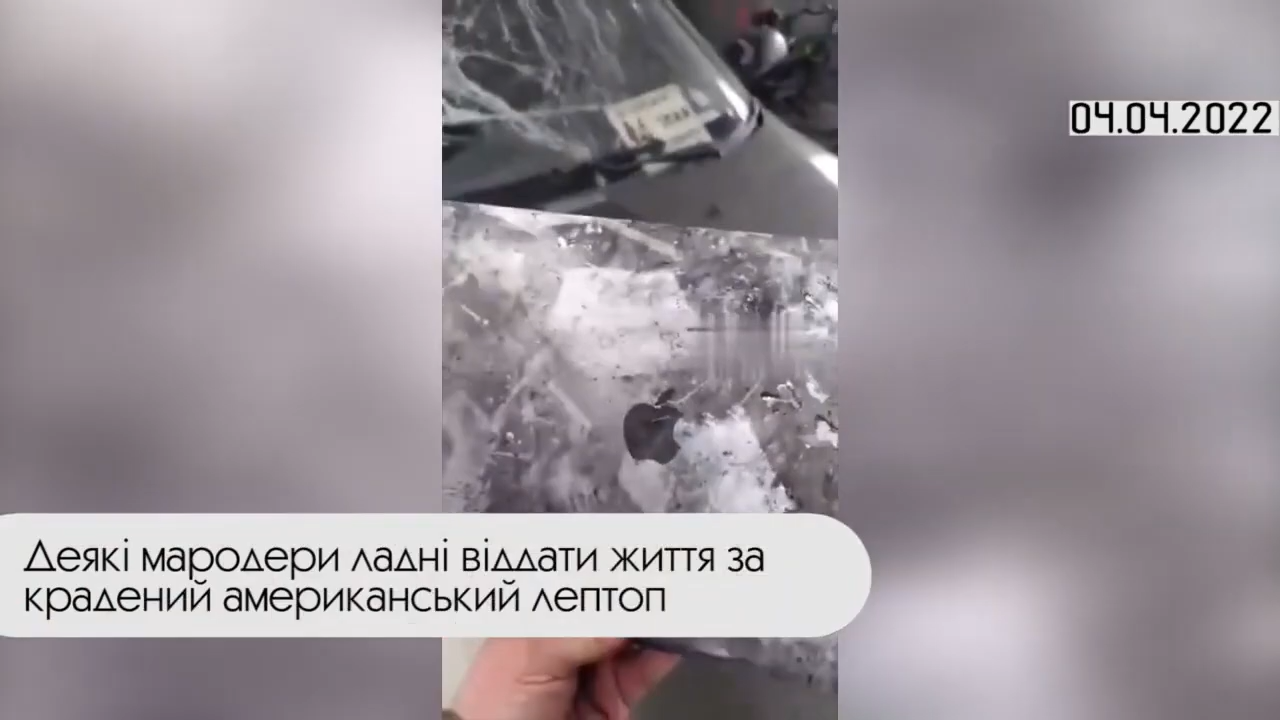 04.04.2022
Деякі мародери ладні віддати життя за
крадений американський лептоп